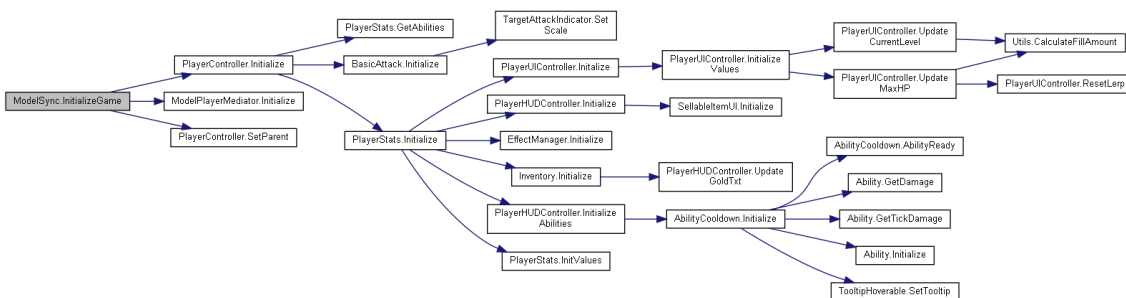 ModelSync.InitializeGame
PlayerController.Initialize
ModelPlayerMediator.Initialize
PlayerController.SetParent
PlayerStats.GetAbilities
BasicAttack.Initialize
PlayerStats.Initialize
TargetAttackIndicator.Set
Scale
PlayerUIController.Initalize
PlayerHUDController.Initialize
EffectManager.Initialize
Inventory.Initialize
PlayerHUDController.Initialize
Abilities
PlayerStats.InitValues
PlayerUIController.Initialize
Values
SellableItemUI.Initialize
PlayerHUDController.Update
GoldTxt
AbilityCooldown.Initialize
PlayerUIController.Update
CurrentLevel
PlayerUIController.Update
MaxHP
AbilityCooldown.AbilityReady
Ability.GetDamage
Ability.GetTickDamage
Ability.Initialize
TooltipHoverable.SetTooltip
Utils.CalculateFillAmount
PlayerUIController.ResetLerp